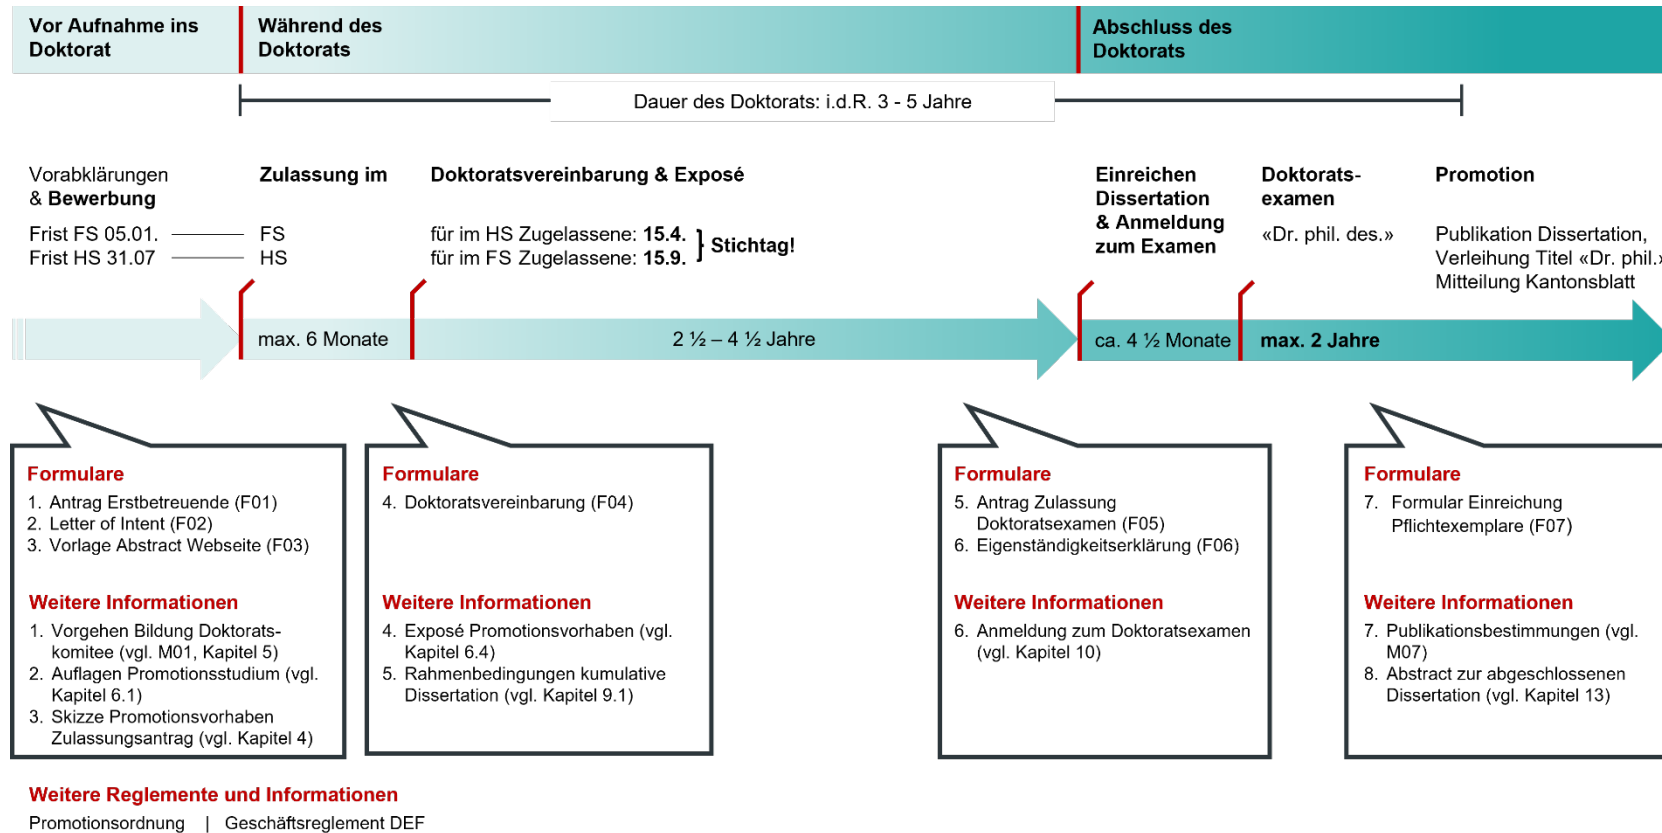 Vor Aufnahme ins
Doktorat
Während des
Doktorats
Abschluss des
Doktorats
Dauer des Doktorats: i.d.R. 3 - 5 Jahre
Vorabklärungen
& Bewerbung
Frist FS 05.01.
Frist HS 31.07
Zulassung im
FS
HS
Doktoratsvereinbarung & Exposé
für im HS Zugelassene: 15.4.
für im FS Zugelassene: 15.9.
} Stichtag!
Einreichen
Dissertation
& Anmeldung
zum Examen
Doktorats-
examen
«Dr. phil. des.»
Promotion
Publikation Dissertation,
Verleihung Titel «Dr. phil.»
Mitteilung Kantonsblatt
max. 6 Monate
2 ½ – 4 ½ Jahre
ca. 4 ½ Monate
max. 2 Jahre
Formulare
1. Antrag Erstbetreuende (F01)
2. Letter of Intent (F02)
3. Vorlage Abstract Webseite (F03)
Weitere Informationen
1. Vorgehen Bildung Doktorats-
komitee (vgl. M01, Kapitel 5)
2. Auflagen Promotionsstudium (vgl.
Kapitel 6.1)
3. Skizze Promotionsvorhaben
Zulassungsantrag (vgl. Kapitel 4)
Formulare
4. Doktoratsvereinbarung (F04)
Weitere Informationen
4. Exposé Promotionsvorhaben (vgl.
Kapitel 6.4)
5. Rahmenbedingungen kumulative
Dissertation (vgl. Kapitel 9.1)
Formulare
5. Antrag Zulassung
Doktoratsexamen (F05)
6. Eigenständigkeitserklärung (F06)
Weitere Informationen
6. Anmeldung zum Doktoratsexamen
(vgl. Kapitel 10)
Formulare
7. Formular Einreichung
Pflichtexemplare (F07)
Weitere Informationen
7. Publikationsbestimmungen (vgl.
M07)
8. Abstract zur abgeschlossenen
Dissertation (vgl. Kapitel 13)
Weitere Reglemente und Informationen
Promotionsordnung | Geschäftsreglement DEF